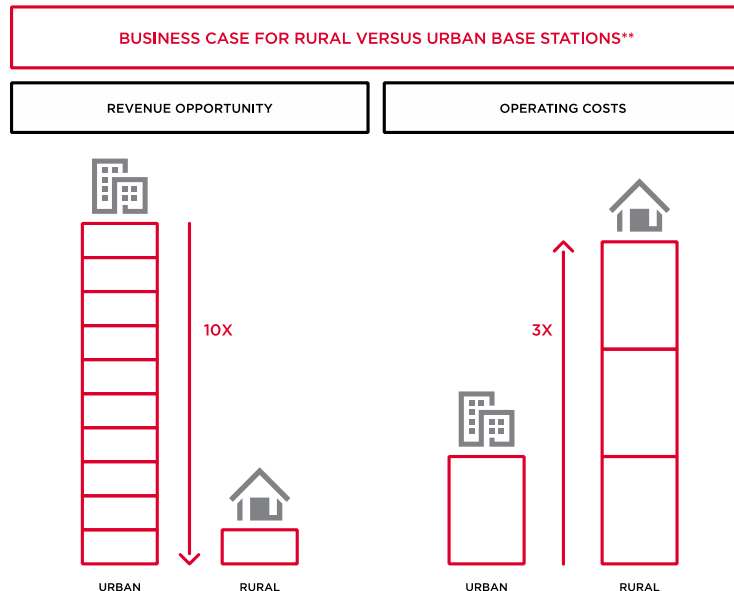 BUSINESS CASE FOR RURAL VERSUS URBAN BASE STATIONS**
REVENUE OPPORTUNITY
OPERATING COSTS
10X
3X
URBAN
RURAL
URBAN
RURAL